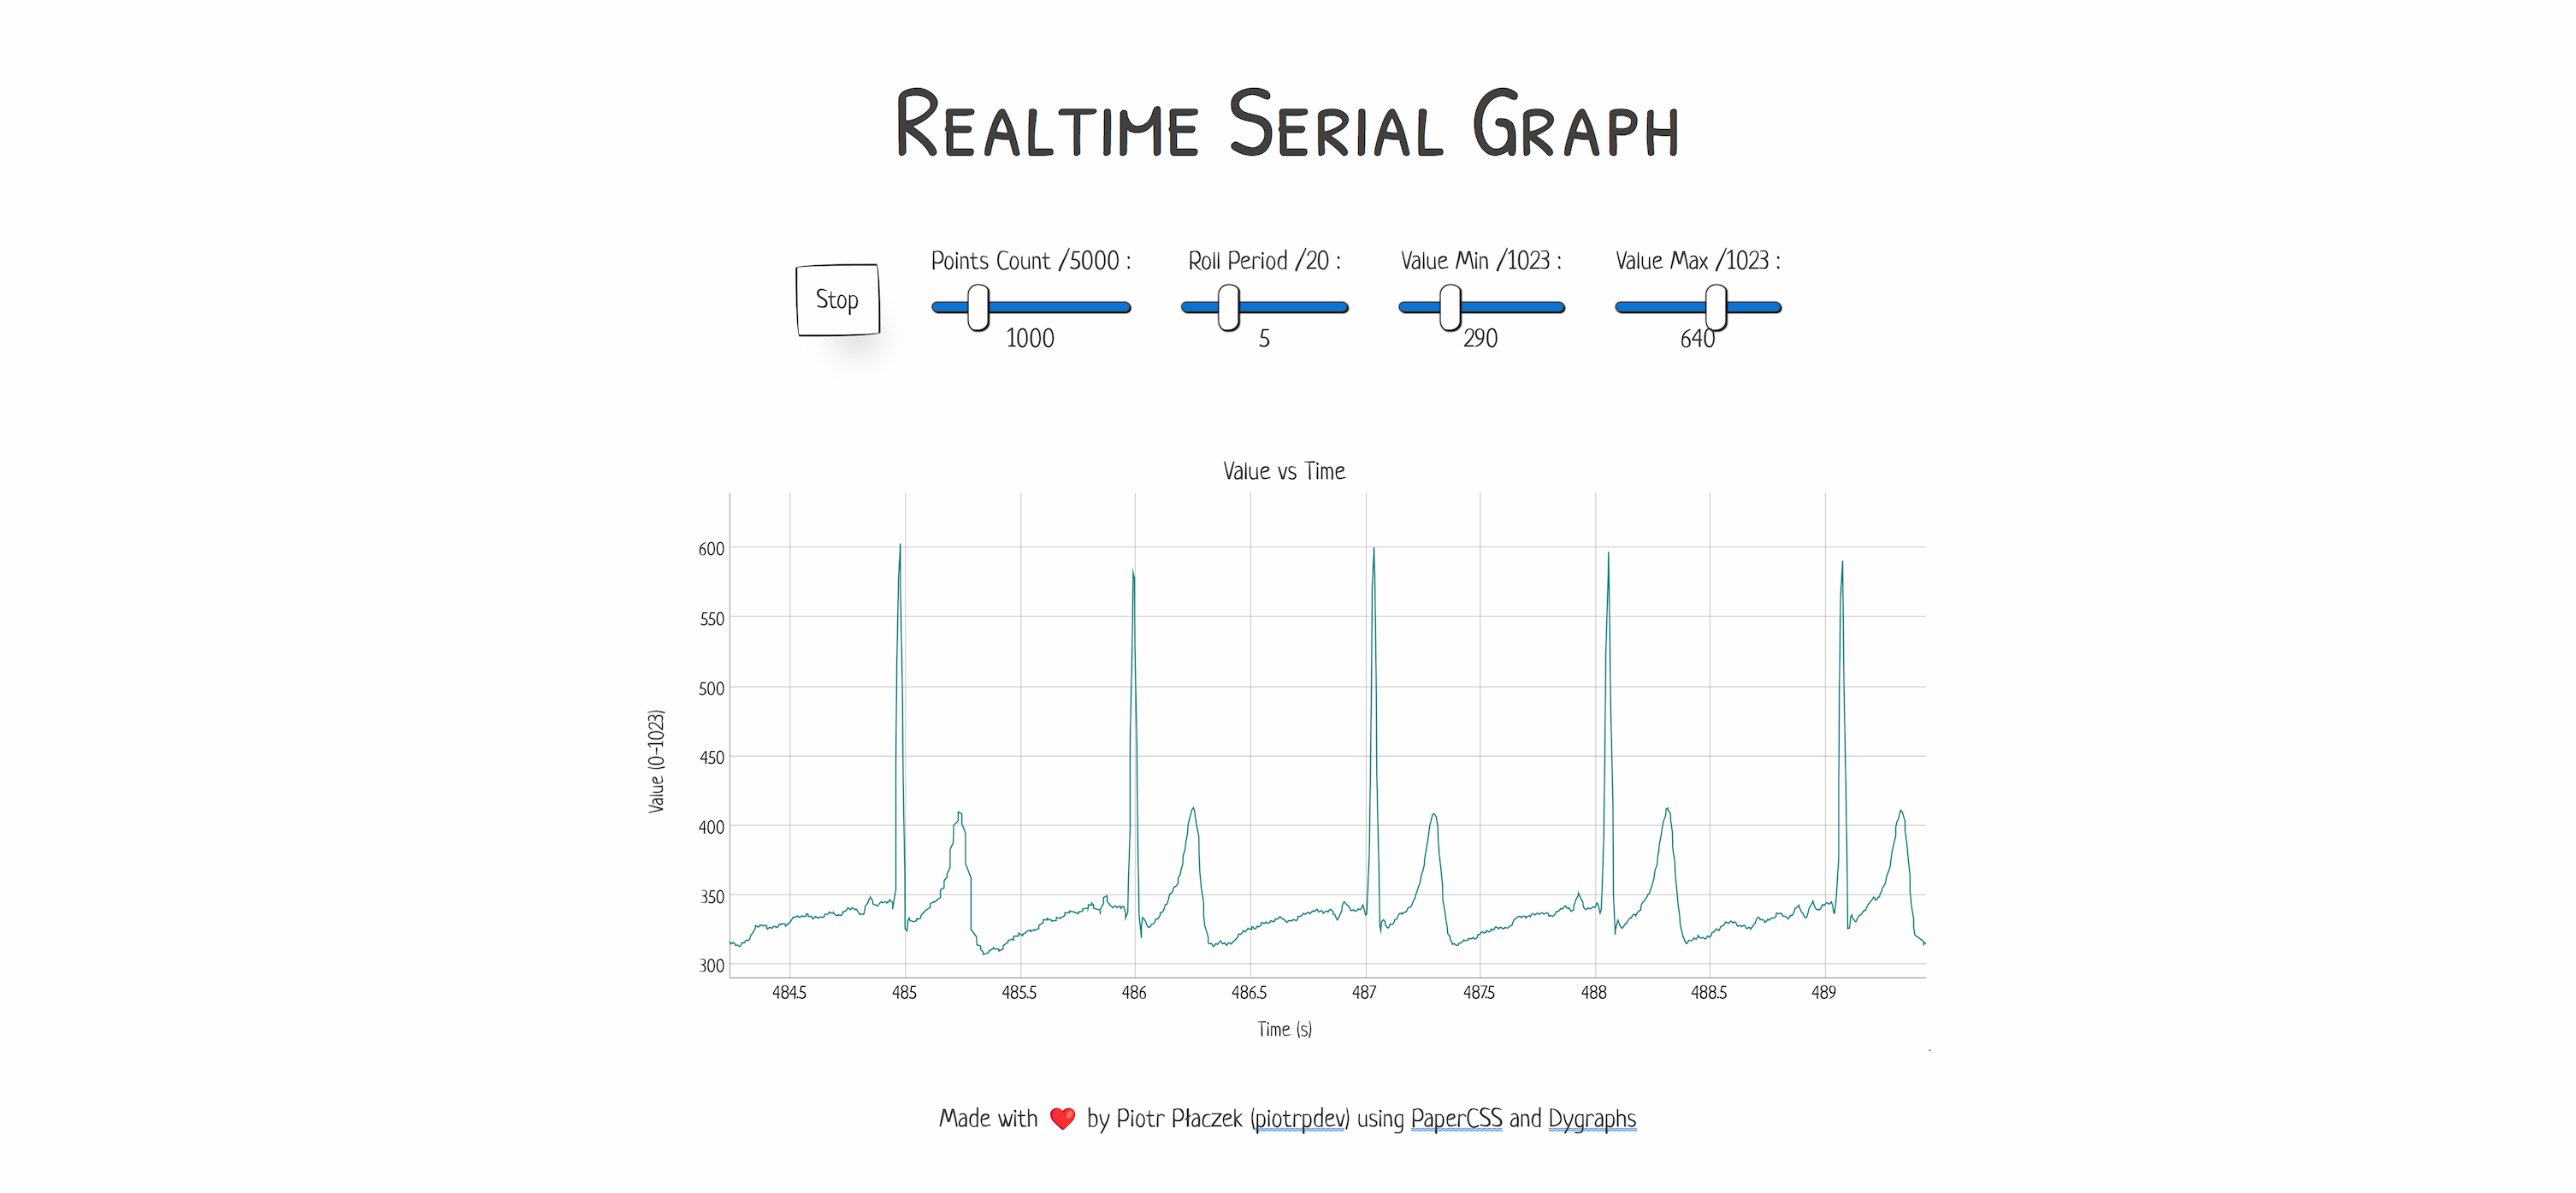 Realtime Serial Graph
Stop
Points Count /5000 :
1000
Roll Period /20 :
5
Value Min /1023 :
290
Value Max /1023 :
640
Value vs Time
Value (0-1023)
600
550
500
450
400
350
300
484.5 485 485.5 486 486.5 487 487.5 488 488.5 489
Time (s)
Made with ❤️ by Piotr Płaczek (piotrpdev) using PaperCSS and Dygraphs